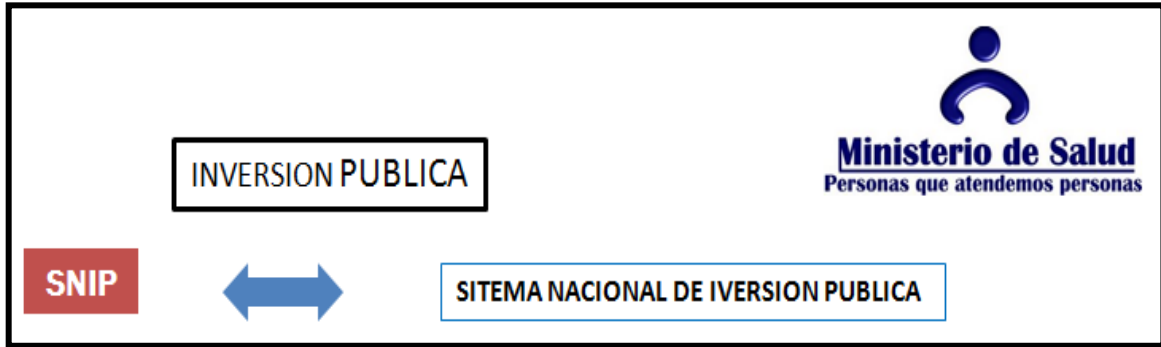 Ministerio de Salud
Personas que atendemos personas
INVERSION PUBLICA
SNIP
SITEMA NACIONAL DE IVERSION PUBLICA